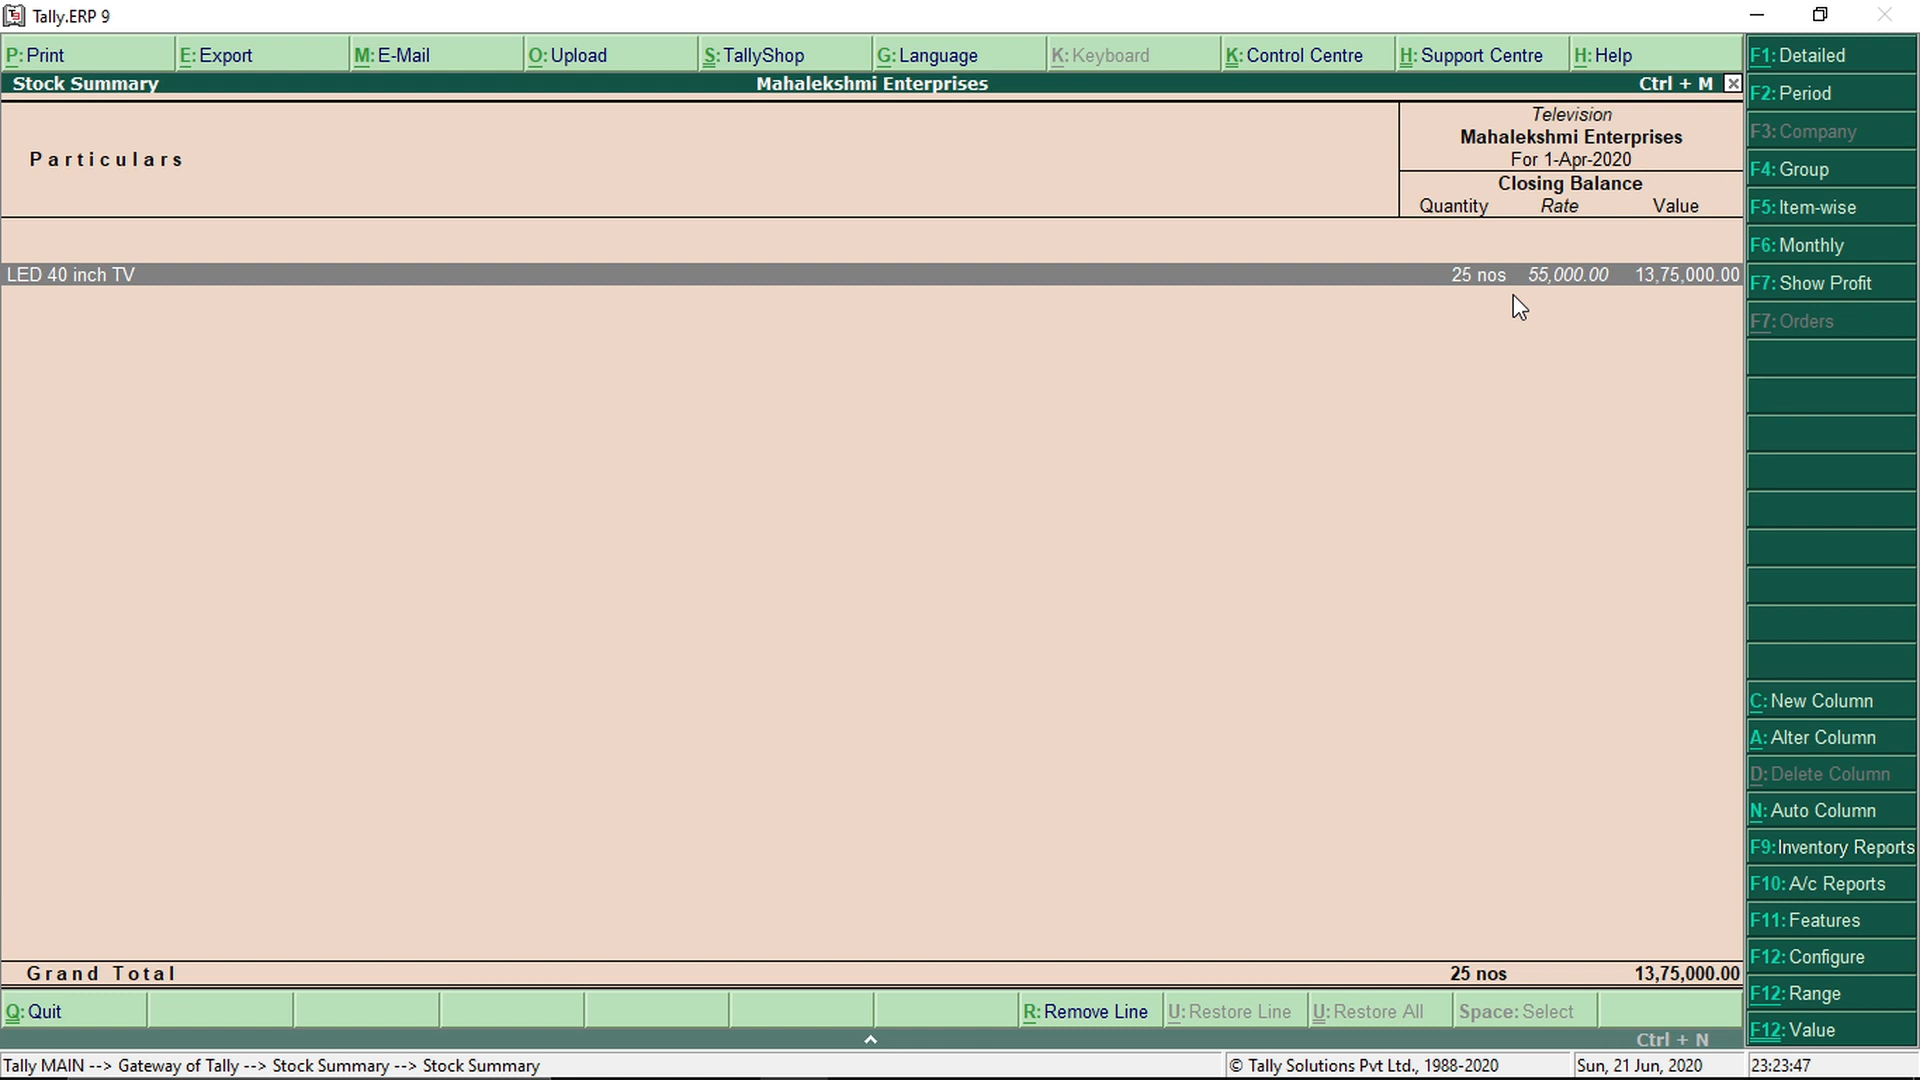 Tally.ERP 9
P: Print E: Export M: E-Mail O: Upload S: TallyShop G: Language K: Keyboard K: Control Centre H: Support Centre H: Help
Stock Summary Mahalekshmi Enterprises Ctrl + M
Particulars
Television
Mahalekshmi Enterprises
For 1-Apr-2020
Closing Balance
Quantity Rate Value
LED 40 inch TV 25 nos 55,000.00 13,75,000.00
Grand Total 25 nos 13,75,000.00
F1: Detailed
F2: Period
F3: Company
F4: Group
F5: Item-wise
F6: Monthly
F7: Show Profit
F7: Orders
C: New Column
A: Alter Column
D: Delete Column
N: Auto Column
F9: Inventory Reports
F10: A/c Reports
F11: Features
F12: Configure
F12: Range
F12: Value
Q: Quit R: Remove Line U: Restore Line U: Restore All Space: Select
Ctrl + N
Tally MAIN --> Gateway of Tally --> Stock Summary --> Stock Summary © Tally Solutions Pvt Ltd., 1988-2020 Sun, 21 Jun, 2020 23:23:47